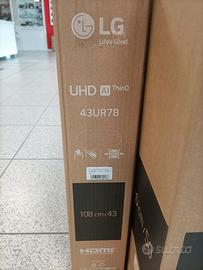 LG
Life's Good
UHD AI ThinQ
43UR78
108 cm/43
HDMI
subito